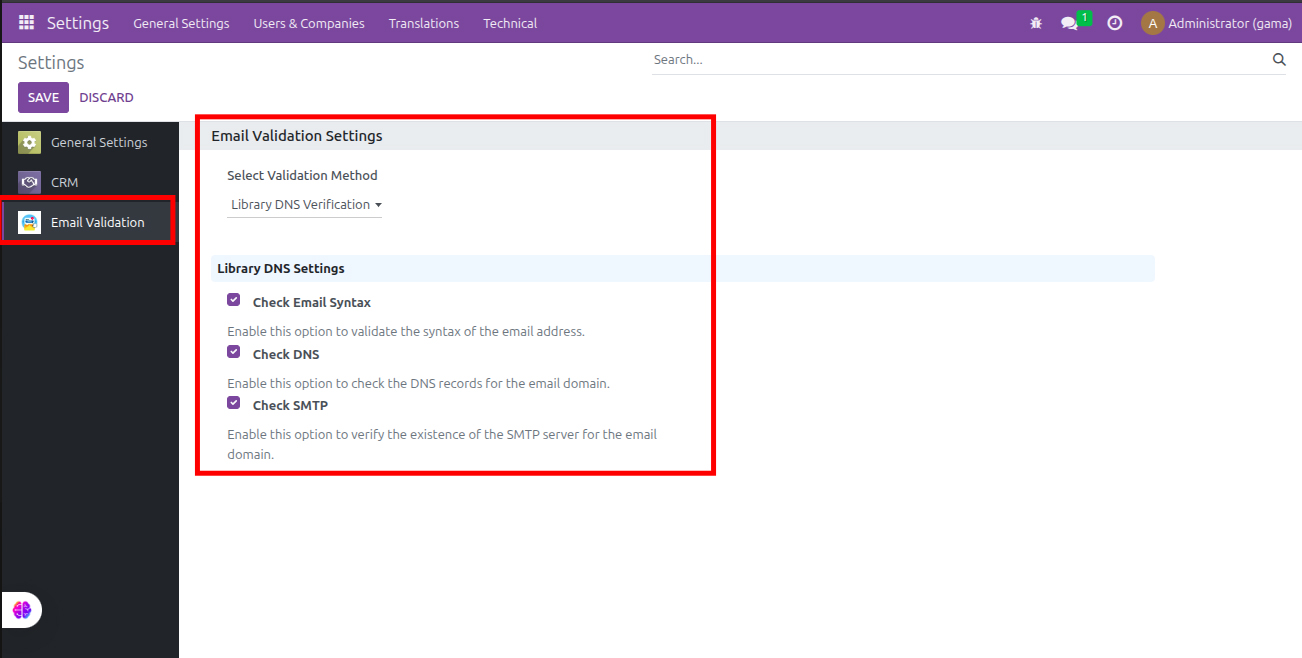 Settings General Settings Users & Companies Translations Technical 1 A Administrator (gama)
Settings
Search...
SAVE DISCARD
General Settings
CRM
Email Validation
Email Validation Settings
Select Validation Method
Library DNS Verification
Library DNS Settings
Check Email Syntax
Enable this option to validate the syntax of the email address.
Check DNS
Enable this option to check the DNS records for the email domain.
Check SMTP
Enable this option to verify the existence of the SMTP server for the email
domain.